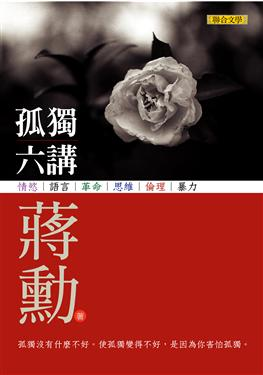 聯合文學
孤獨
六講
情慾｜語言｜革命｜思維｜倫理｜暴力
蔣勳 著
孤獨沒有什麼不好。使孤獨變得不好，是因為你害怕孤獨。